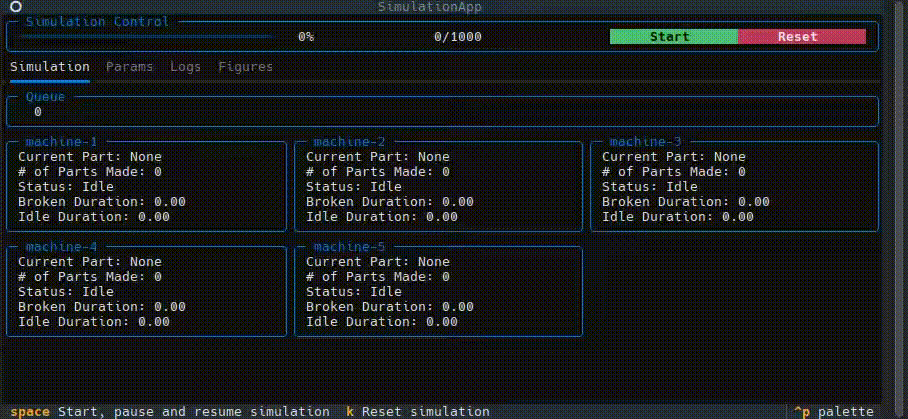 SimulationApp
Simulation Control
0% 0/1000 Start Reset
Simulation Params Logs Figures
Queue
0
machine-1 machine-2 machine-3
Current Part: None Current Part: None Current Part: None
# of Parts Made: 0 # of Parts Made: 0 # of Parts Made: 0
Status: Idle Status: Idle Status: Idle
Broken Duration: 0.00 Broken Duration: 0.00 Broken Duration: 0.00
Idle Duration: 0.00 Idle Duration: 0.00 Idle Duration: 0.00
machine-4 machine-5
Current Part: None Current Part: None
# of Parts Made: 0 # of Parts Made: 0
Status: Idle Status: Idle
Broken Duration: 0.00 Broken Duration: 0.00
Idle Duration: 0.00 Idle Duration: 0.00
space Start, pause and resume simulation k Reset simulation ^p palette